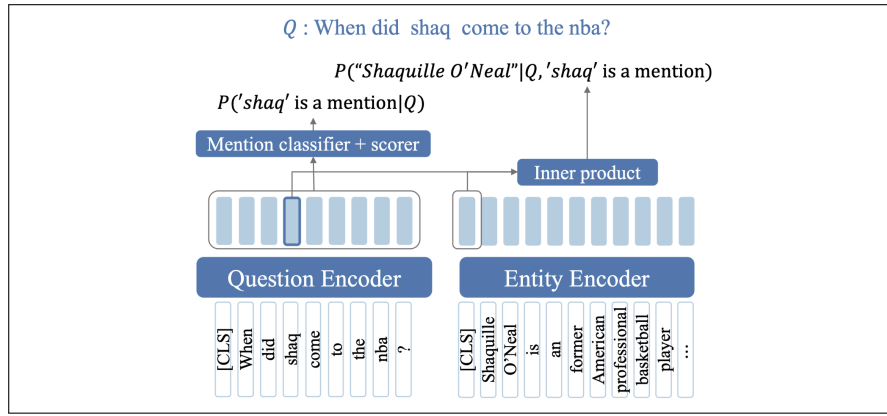 Q : When did shaq come to the nba?
P("Shaquille O'Neal"|Q, 'shaq' is a mention)
P('shaq' is a mention|Q)
Mention classifier + scorer
Inner product
Question Encoder
Entity Encoder
[CLS] When did shaq come to the nba ?
[CLS] Shaquille O'Neal is an former American professional basketball player ...